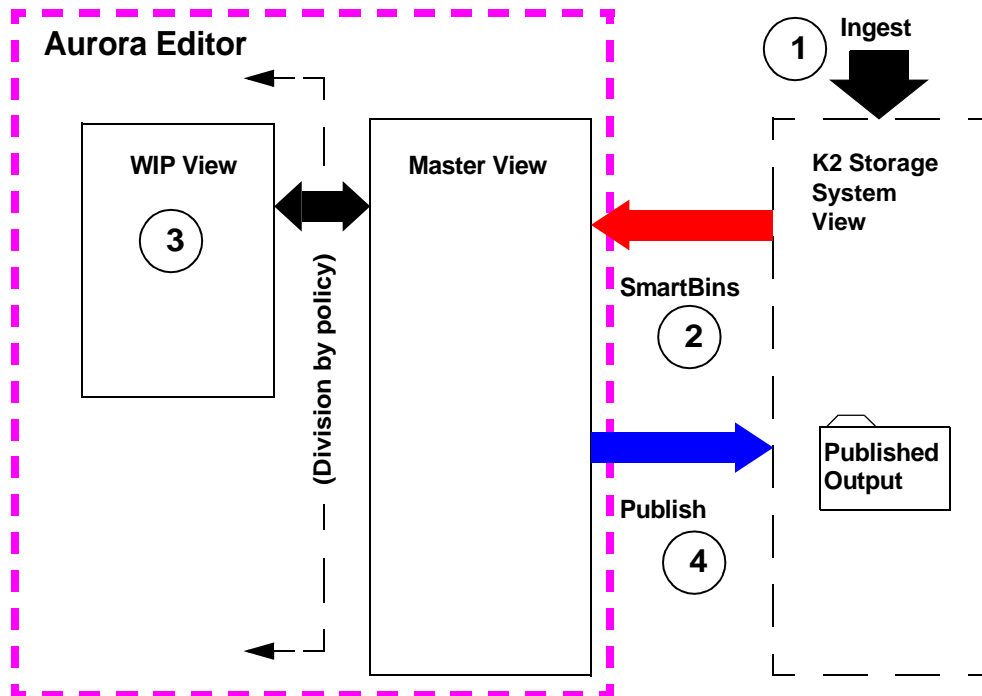 Aurora Editor
1
Ingest
WIP View
Master View
K2 Storage
System
View
3
(Division by policy)
SmartBins
2
Published
Output
Publish
4